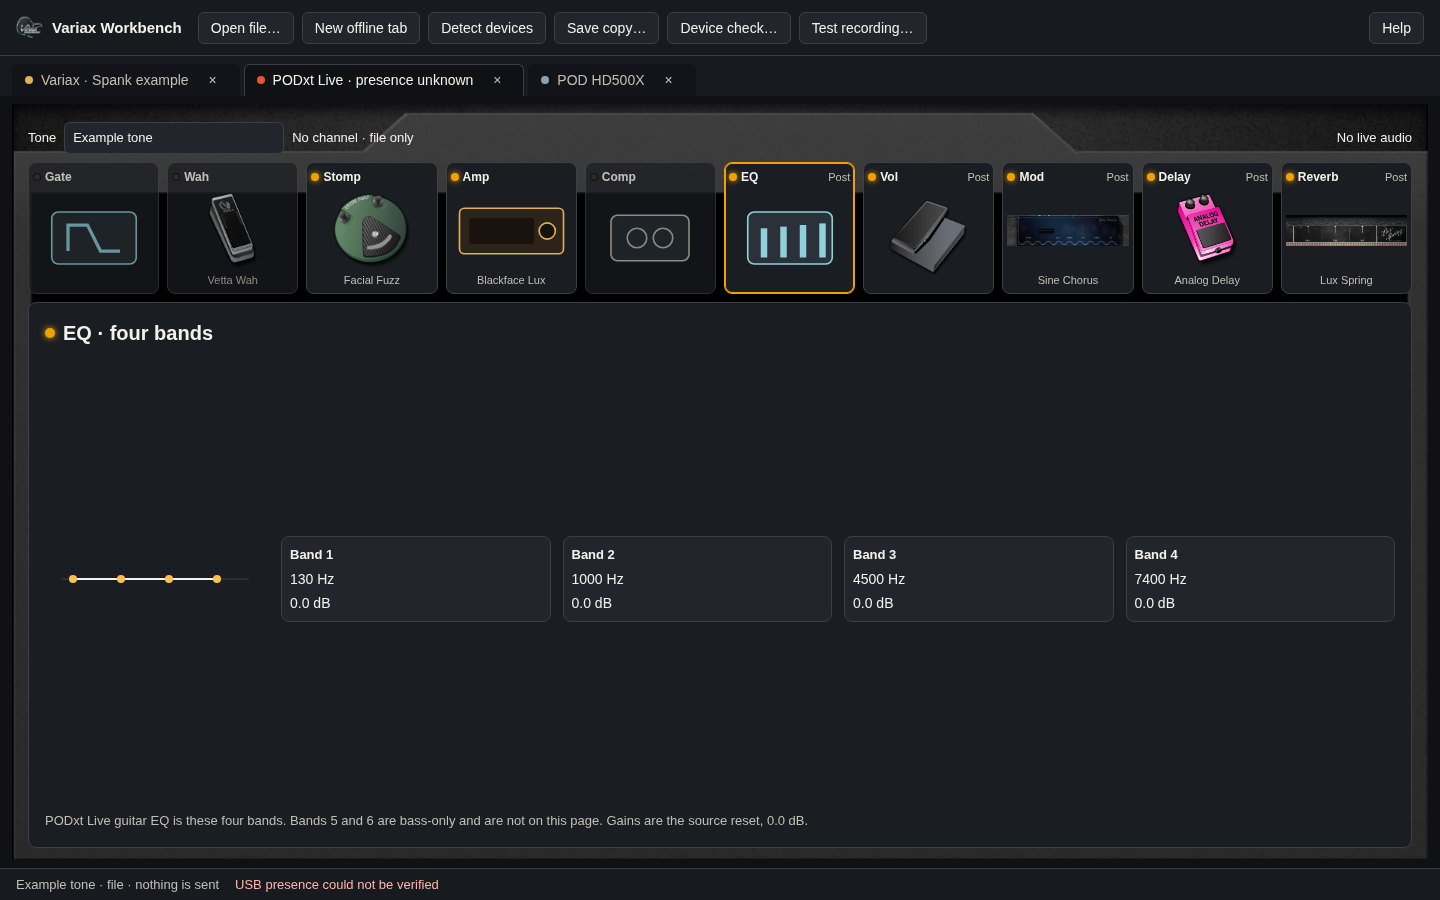 Variax Workbench
Open file…
New offline tab
Detect devices
Save copy…
Device check…
Test recording…
Help
Variax · Spank example ×
PODxt Live · presence unknown ×
POD HD500X ×
Tone
Example tone
No channel · file only
No live audio
Gate
Wah
Vetta Wah
Stomp
Facial Fuzz
Amp
Blackface Lux
Comp
EQ Post
Vol Post
Mod Post
Sine Chorus
Delay Post
ANALOG
DELAY
Analog Delay
Reverb Post
Lux Spring
EQ · four bands
Band 1
130 Hz
0.0 dB
Band 2
1000 Hz
0.0 dB
Band 3
4500 Hz
0.0 dB
Band 4
7400 Hz
0.0 dB
PODxt Live guitar EQ is these four bands. Bands 5 and 6 are bass-only and are not on this page. Gains are the source reset, 0.0 dB.
Example tone · file · nothing is sent
USB presence could not be verified